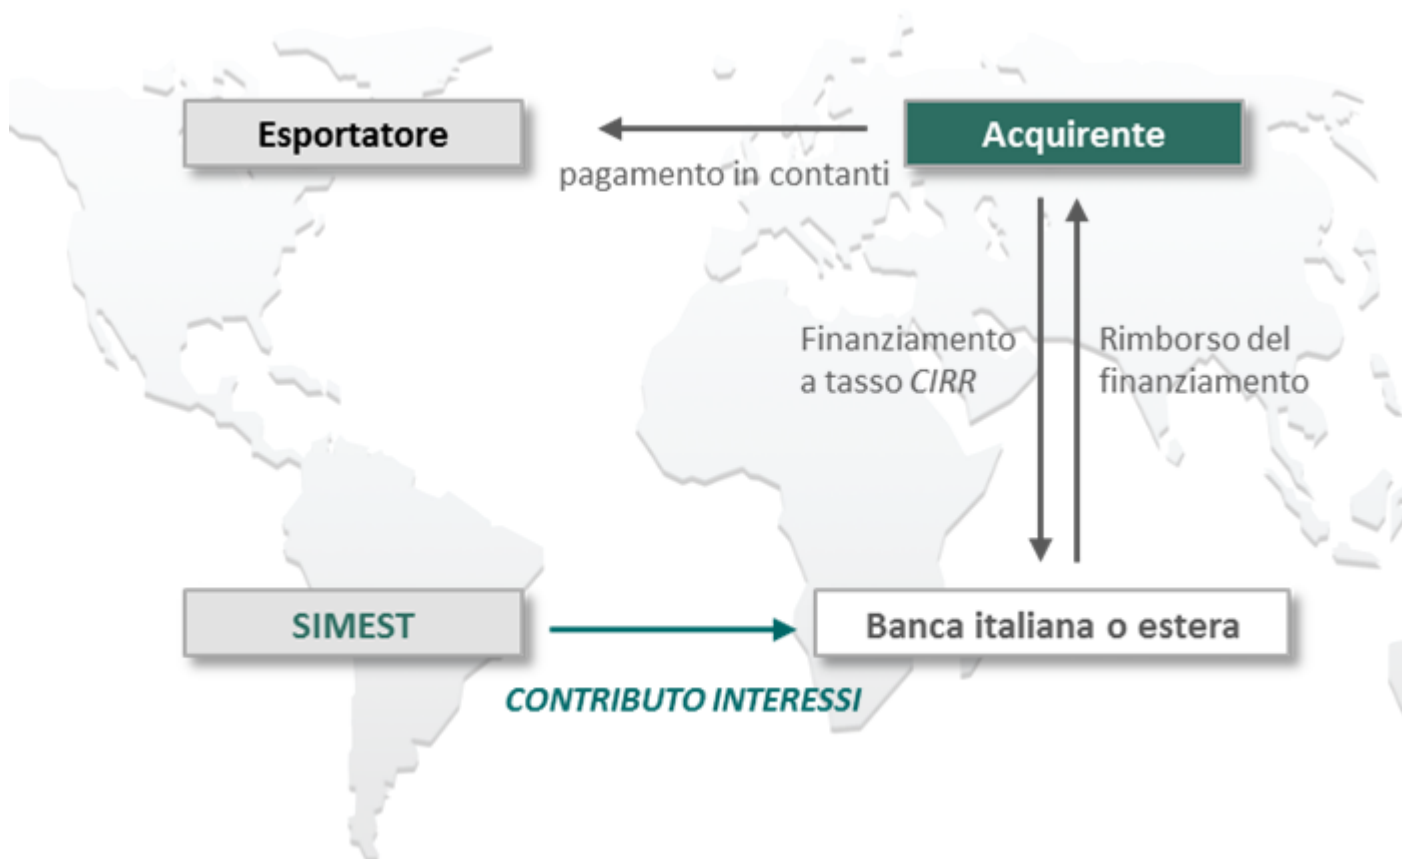 Esportatore
Acquirente
pagamento in contanti
Finanziamento
a tasso CIRR
Rimborso del
finanziamento
SIMEST
Banca italiana o estera
CONTRIBUTO INTERESSI